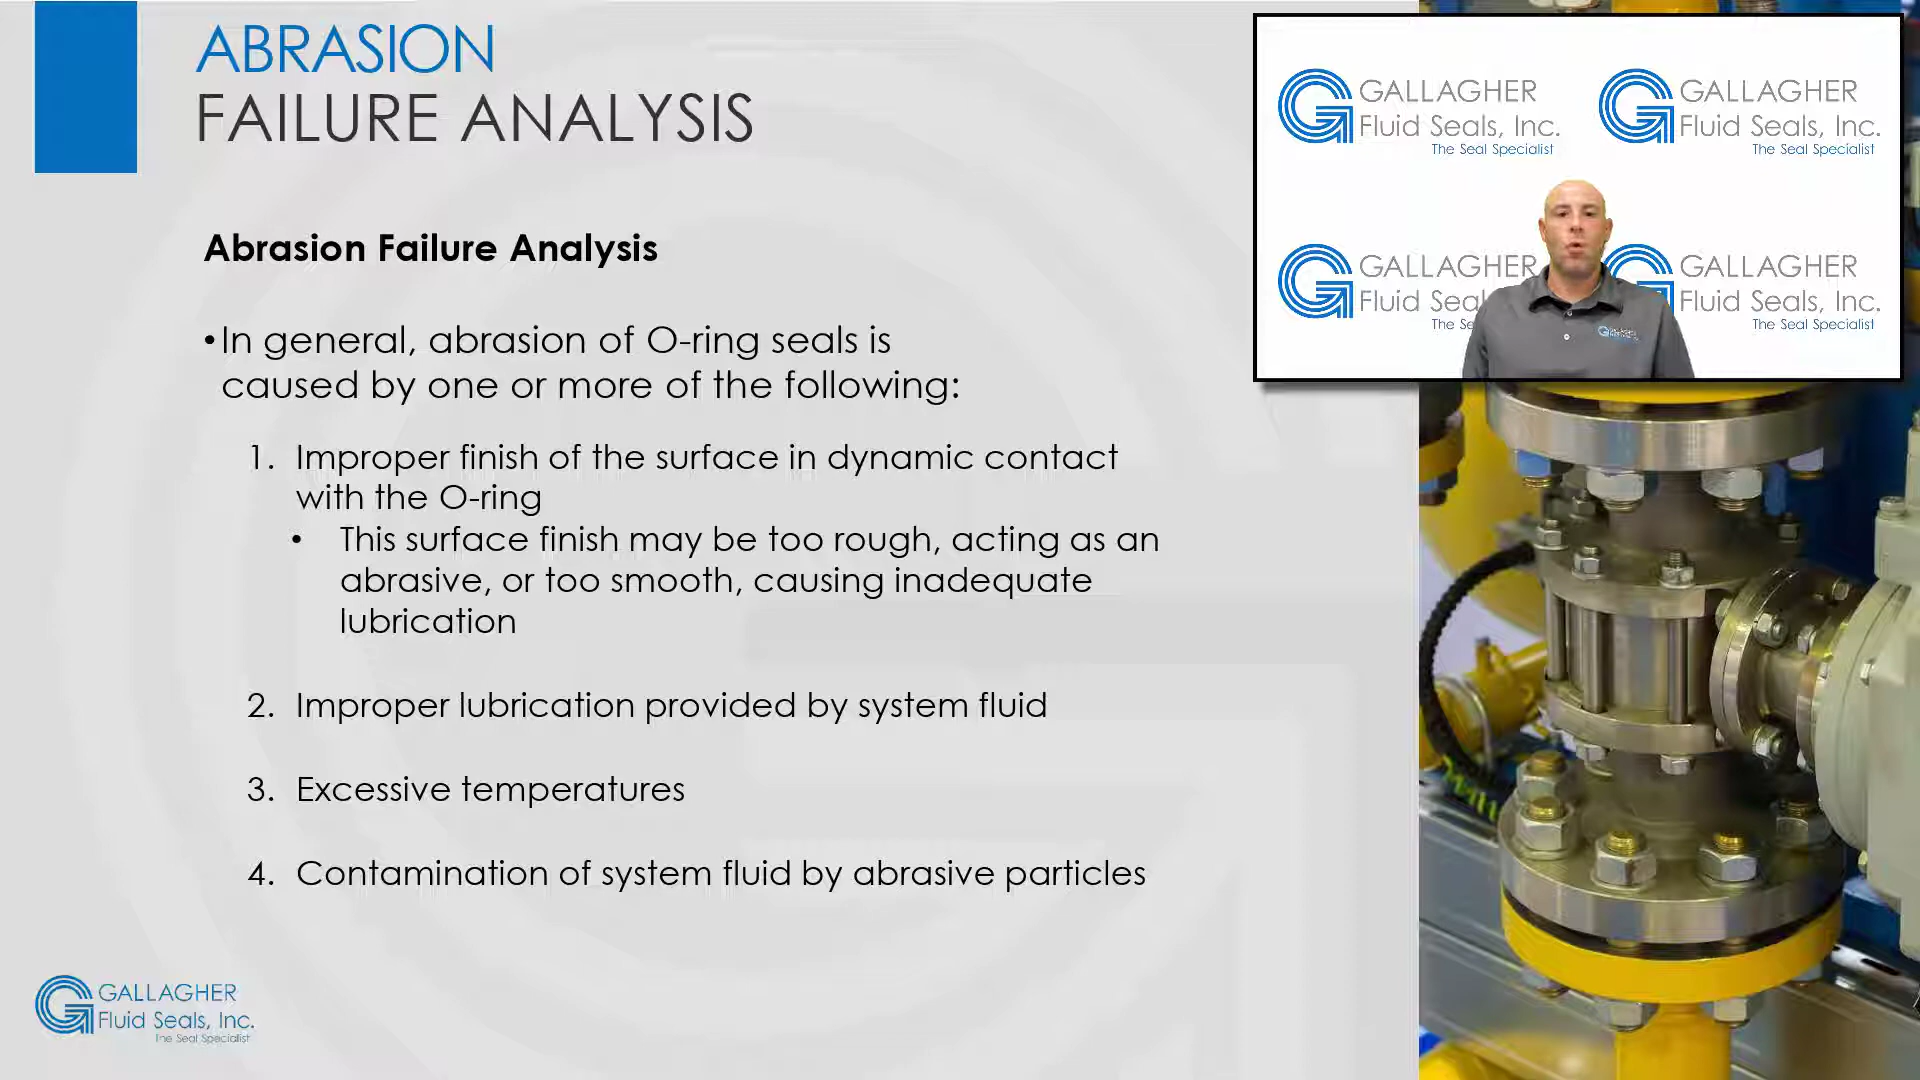 ABRASION
FAILURE ANALYSIS
Abrasion Failure Analysis
• In general, abrasion of O-ring seals is
caused by one or more of the following:
1. Improper finish of the surface in dynamic contact
with the O-ring
• This surface finish may be too rough, acting as an
abrasive, or too smooth, causing inadequate
lubrication
2. Improper lubrication provided by system fluid
3. Excessive temperatures
4. Contamination of system fluid by abrasive particles
GALLAGHER
Fluid Seals, Inc.
The Seal Specialist
GALLAGHER
Fluid Seals, Inc.
The Seal Specialist
GALLAGHER
Fluid Seals, Inc.
The Seal Specialist
GALLAGHER
Fluid Seal
The Se
GALLAGHER
Fluid Seals, Inc.
The Seal Specialist